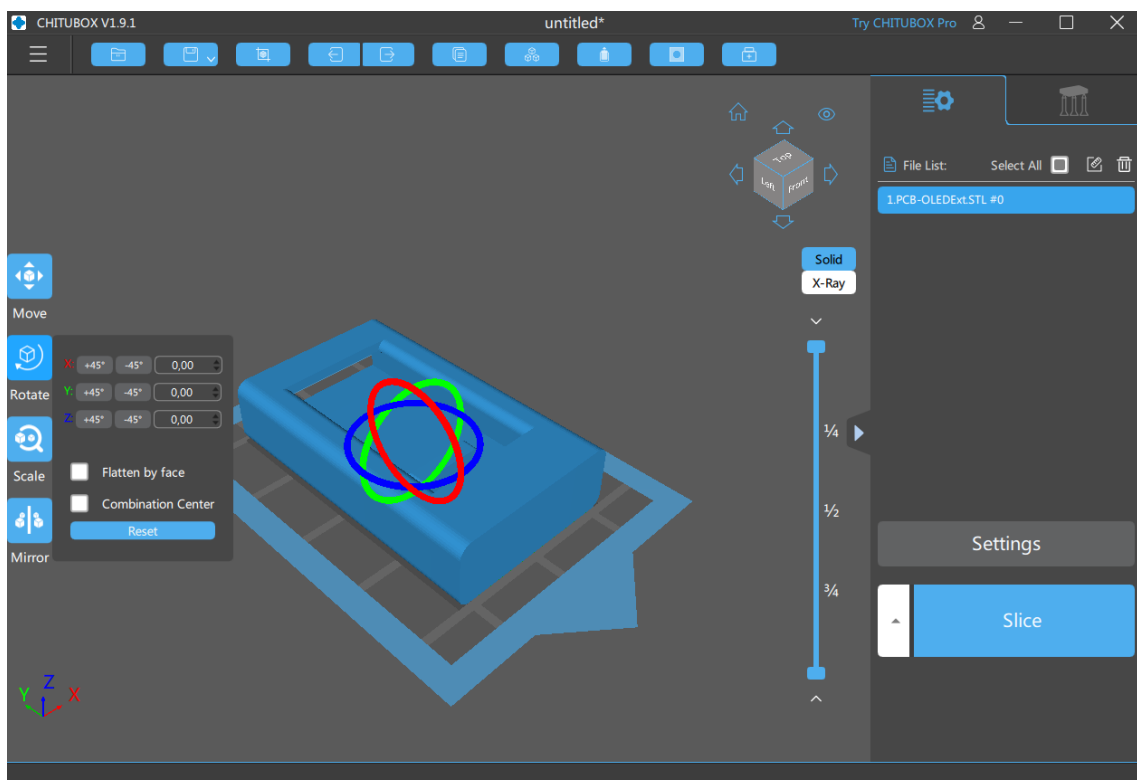 CHITUBOX V1.9.1
untitled*
Try CHITUBOX Pro
Top
Left
Front
File List:
Select All
1.PCB-OLEDExt.STL #0
Solid
X-Ray
Move
Rotate
X: +45° -45° 0,00
Y: +45° -45° 0,00
Z: +45° -45° 0,00
Flatten by face
Combination Center
Reset
Scale
Mirror
¼
½
¾
Settings
Slice
Z
Y
X